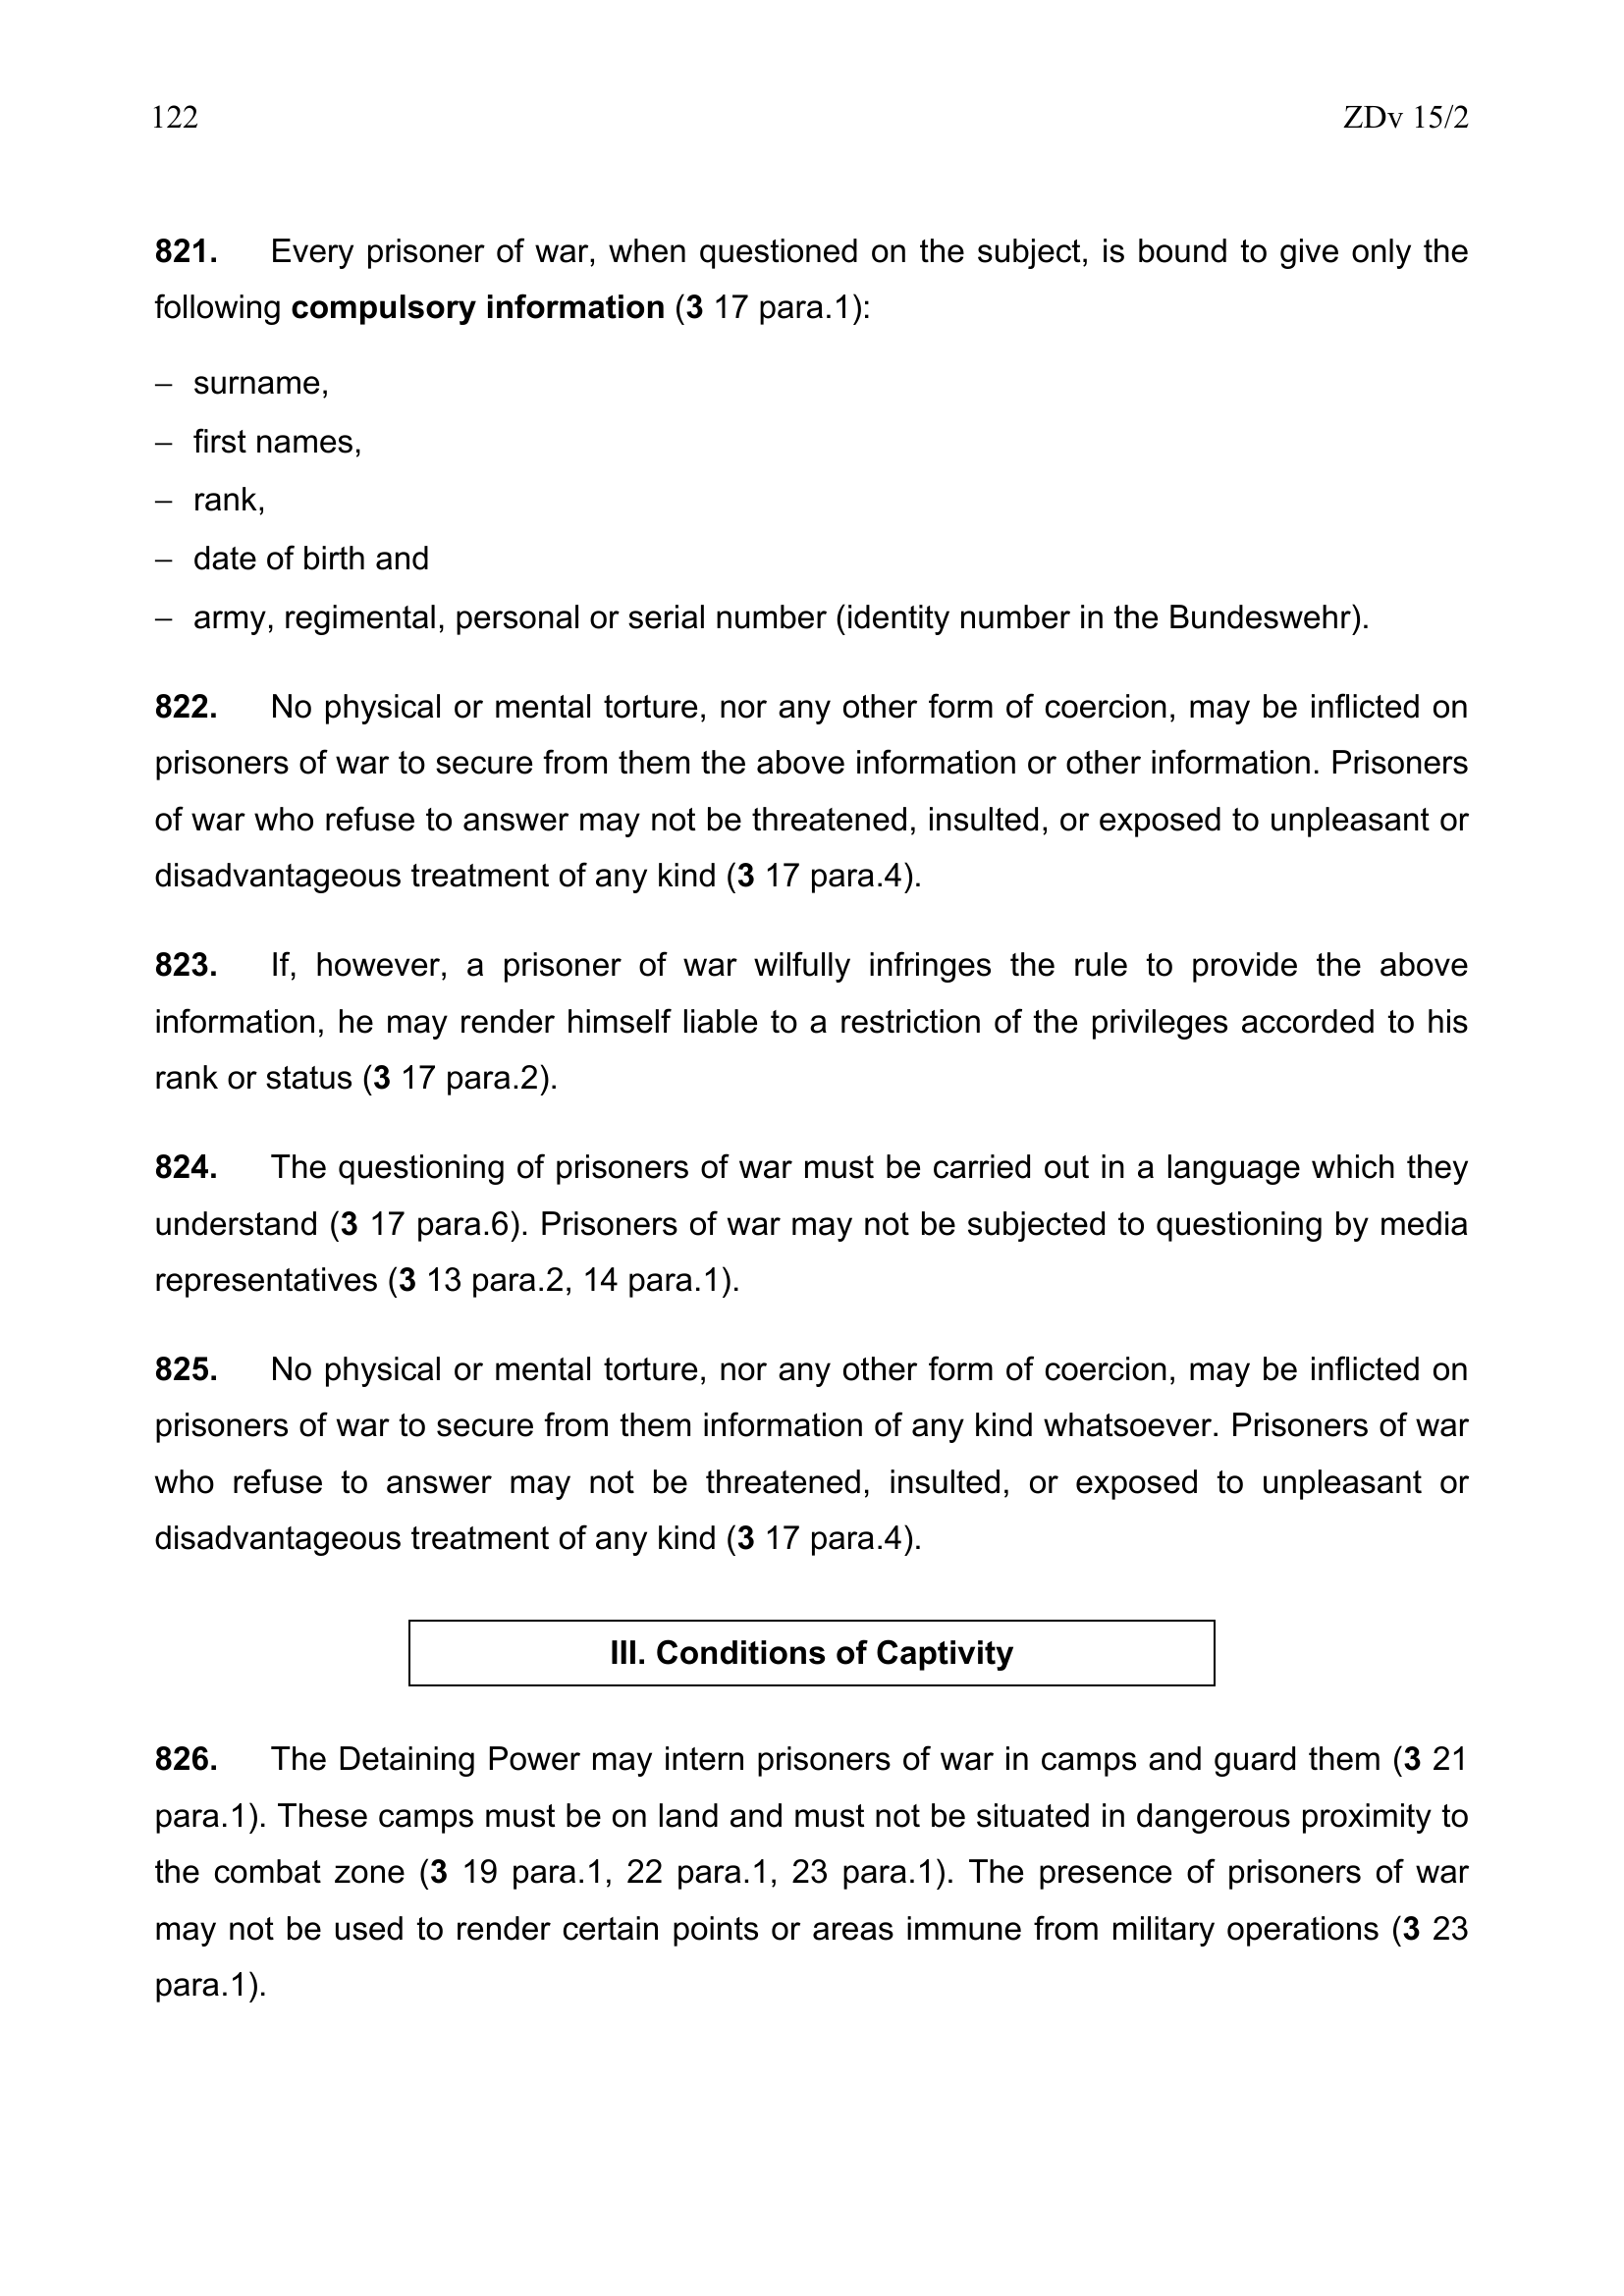 122 ZDv 15/2
821. Every prisoner of war, when questioned on the subject, is bound to give only the
following compulsory information (3 17 para.1):
– surname,
– first names,
– rank,
– date of birth and
– army, regimental, personal or serial number (identity number in the Bundeswehr).
822. No physical or mental torture, nor any other form of coercion, may be inflicted on
prisoners of war to secure from them the above information or other information. Prisoners
of war who refuse to answer may not be threatened, insulted, or exposed to unpleasant or
disadvantageous treatment of any kind (3 17 para.4).
823. If, however, a prisoner of war wilfully infringes the rule to provide the above
information, he may render himself liable to a restriction of the privileges accorded to his
rank or status (3 17 para.2).
824. The questioning of prisoners of war must be carried out in a language which they
understand (3 17 para.6). Prisoners of war may not be subjected to questioning by media
representatives (3 13 para.2, 14 para.1).
825. No physical or mental torture, nor any other form of coercion, may be inflicted on
prisoners of war to secure from them information of any kind whatsoever. Prisoners of war
who refuse to answer may not be threatened, insulted, or exposed to unpleasant or
disadvantageous treatment of any kind (3 17 para.4).
III. Conditions of Captivity
826. The Detaining Power may intern prisoners of war in camps and guard them (3 21
para.1). These camps must be on land and must not be situated in dangerous proximity to
the combat zone (3 19 para.1, 22 para.1, 23 para.1). The presence of prisoners of war
may not be used to render certain points or areas immune from military operations (3 23
para.1).